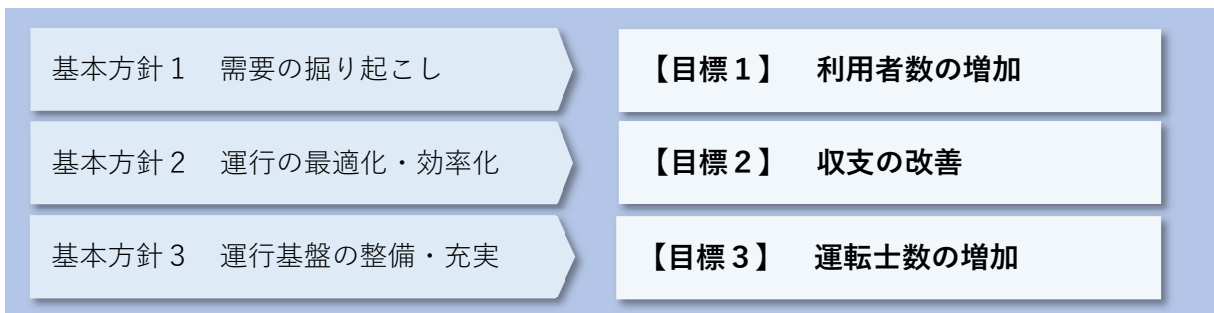 基本方針１　需要の掘り起こし
【目標１】　利用者数の増加
基本方針２　運行の最適化・効率化
【目標２】　収支の改善
基本方針３　運行基盤の整備・充実
【目標３】　運転士数の増加